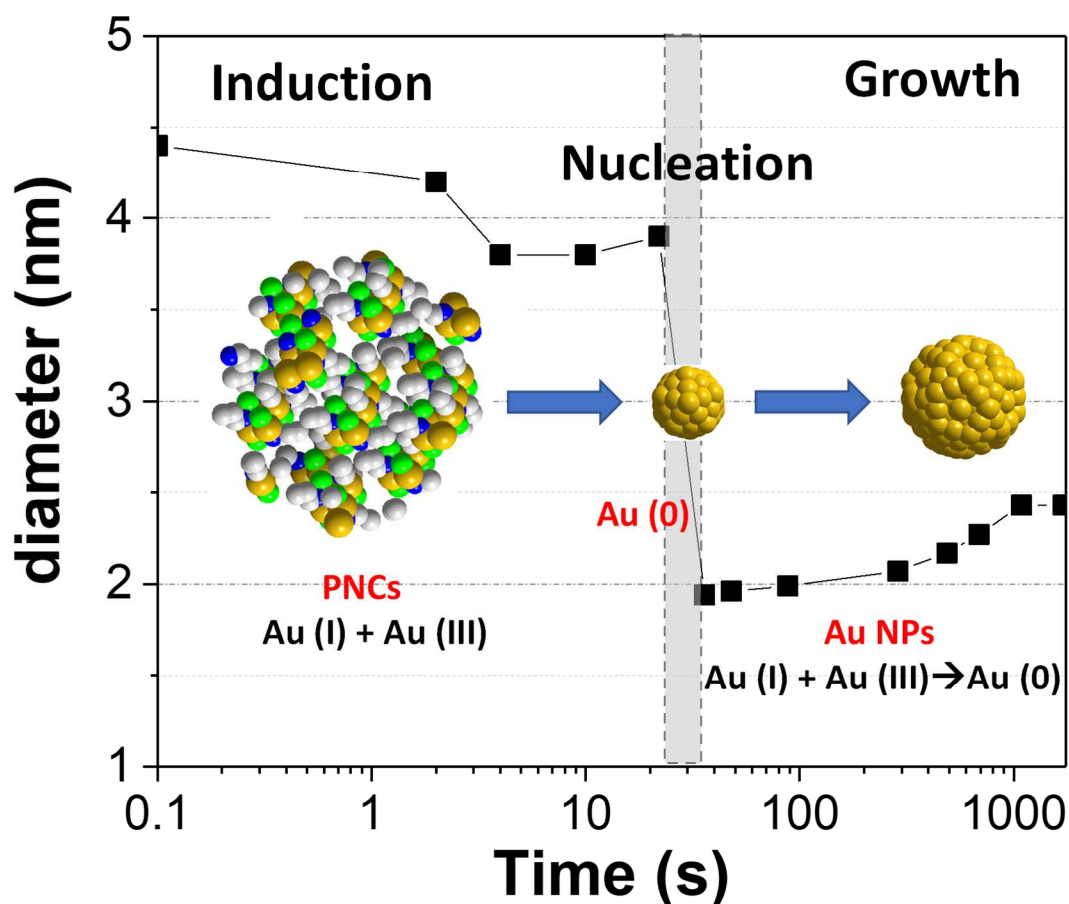 5
4
3
2
1
diameter (nm)
Induction
Nucleation
Growth
Au (0)
PNCs
Au (I) + Au (III)
Au NPs
Au (I) + Au (III)→Au (0)
0.1
1
10
100
1000
Time (s)